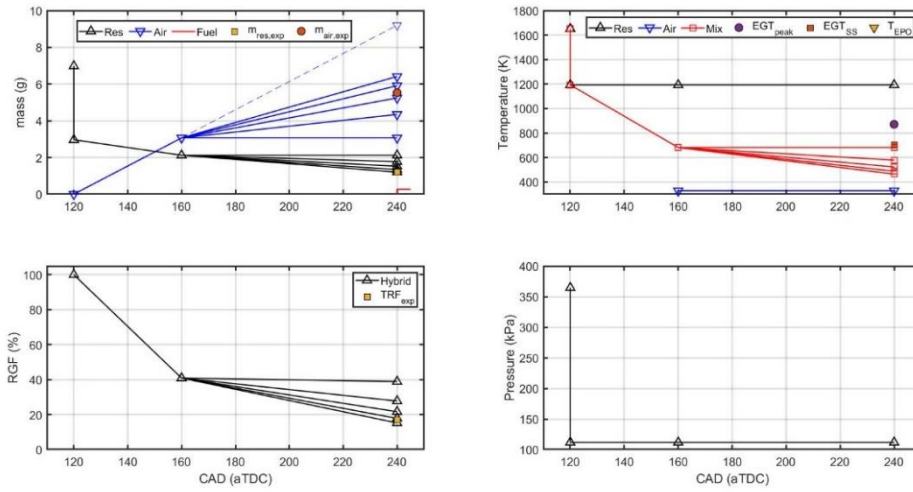 Res Air Fuel m_res,exp m_air,exp
mass (g)
10
8
6
4
2
0
120 140 160 180 200 220 240
Res Air Mix EGT_peak EGT_SS T_EPO
Temperature (K)
1800
1600
1400
1200
1000
800
600
400
120 140 160 180 200 220 240
Hybrid
TRF_exp
RGF (%)
100
80
60
40
20
0
120 140 160 180 200 220 240
CAD (aTDC)
Pressure (kPa)
400
350
300
250
200
150
100
120 140 160 180 200 220 240
CAD (aTDC)